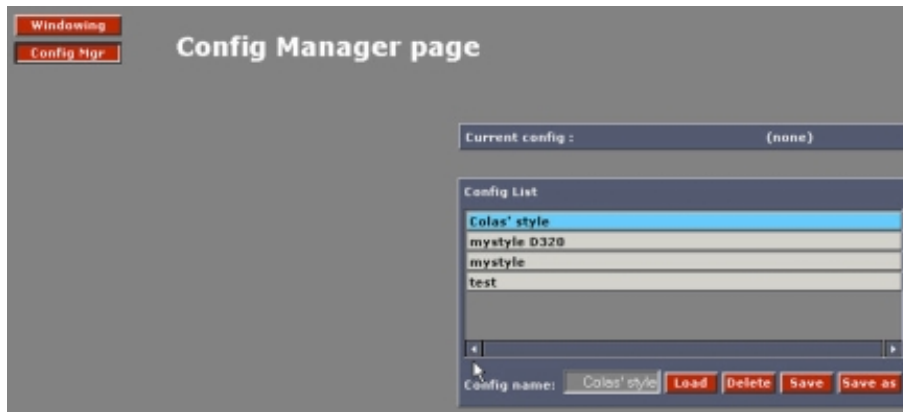 Windowing
Config Mgr
Config Manager page
Current config : (none)
Config List
Colas' style
mystyle D320
mystyle
test
Config name: Colas' style Load Delete Save Save as